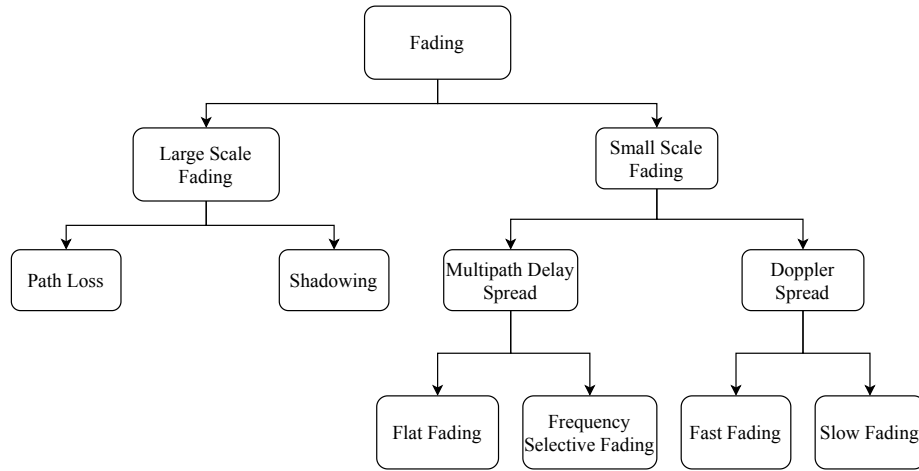 Fading
Large Scale
Fading
Small Scale
Fading
Path Loss
Shadowing
Multipath Delay
Spread
Doppler
Spread
Flat Fading
Frequency
Selective Fading
Fast Fading
Slow Fading